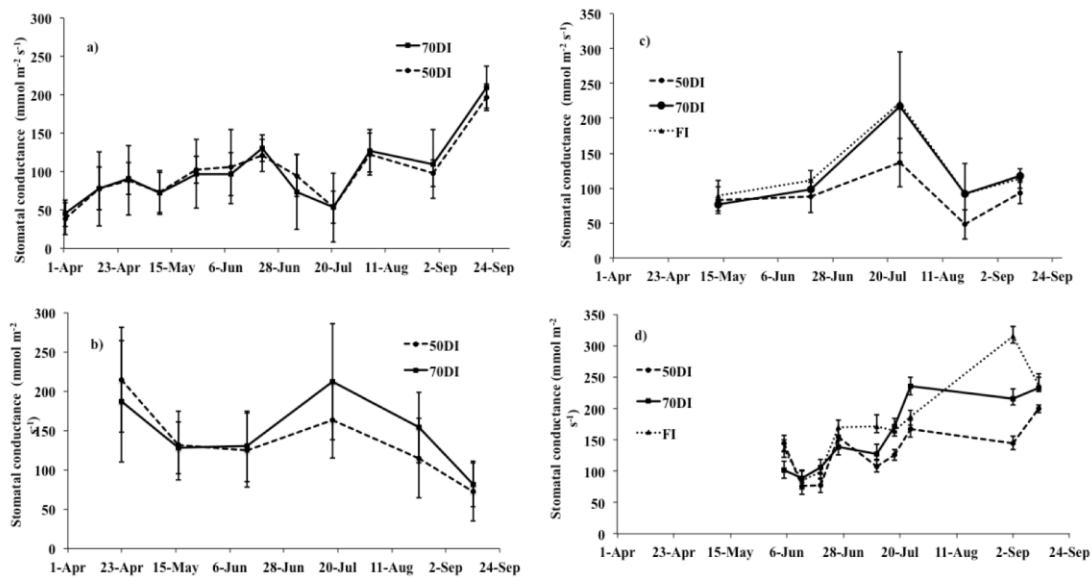 a)
70DI
50DI
Stomatal conductance (mmol m⁻² s⁻¹)
300
250
200
150
100
50
0
1-Apr 23-Apr 15-May 6-Jun 28-Jun 20-Jul 11-Aug 2-Sep 24-Sep
b)
50DI
70DI
Stomatal conductance (mmol m⁻²
s⁻¹)
300
250
200
150
100
50
0
1-Apr 23-Apr 15-May 6-Jun 28-Jun 20-Jul 11-Aug 2-Sep 24-Sep
c)
50DI
70DI
FI
Stomatal conductance (mmol m⁻² s⁻¹)
350
300
250
200
150
100
50
0
1-Apr 23-Apr 15-May 6-Jun 28-Jun 20-Jul 11-Aug 2-Sep 24-Sep
d)
50DI
70DI
FI
Stomatal conductance (mmol m⁻²
s⁻¹)
350
300
250
200
150
100
50
0
1-Apr 23-Apr 15-May 6-Jun 28-Jun 20-Jul 11-Aug 2-Sep 24-Sep